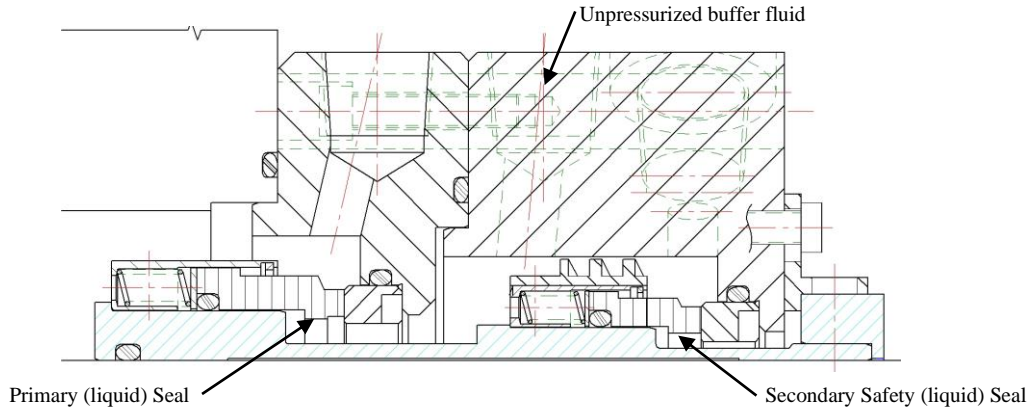 Unpressurized buffer fluid
Primary (liquid) Seal
Secondary Safety (liquid) Seal